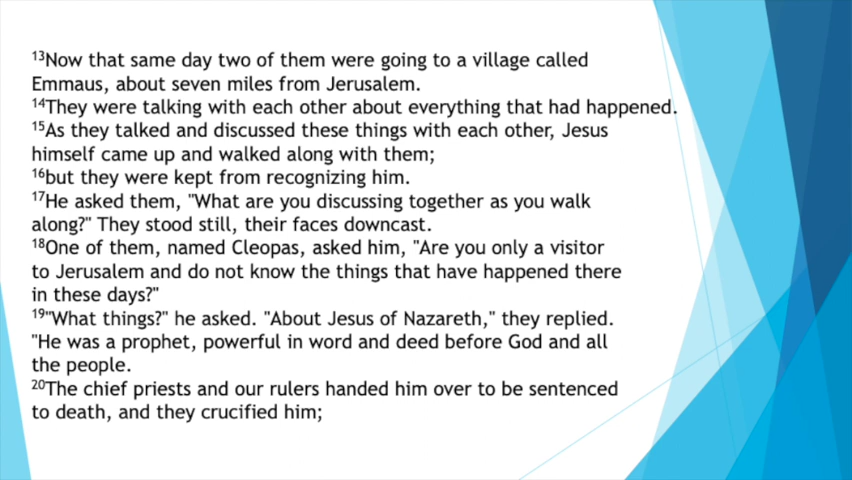 13Now that same day two of them were going to a village called
Emmaus, about seven miles from Jerusalem.
14They were talking with each other about everything that had happened.
15As they talked and discussed these things with each other, Jesus
himself came up and walked along with them;
16but they were kept from recognizing him.
17He asked them, "What are you discussing together as you walk
along?" They stood still, their faces downcast.
18One of them, named Cleopas, asked him, "Are you only a visitor
to Jerusalem and do not know the things that have happened there
in these days?"
19"What things?" he asked. "About Jesus of Nazareth," they replied.
"He was a prophet, powerful in word and deed before God and all
the people.
20The chief priests and our rulers handed him over to be sentenced
to death, and they crucified him;